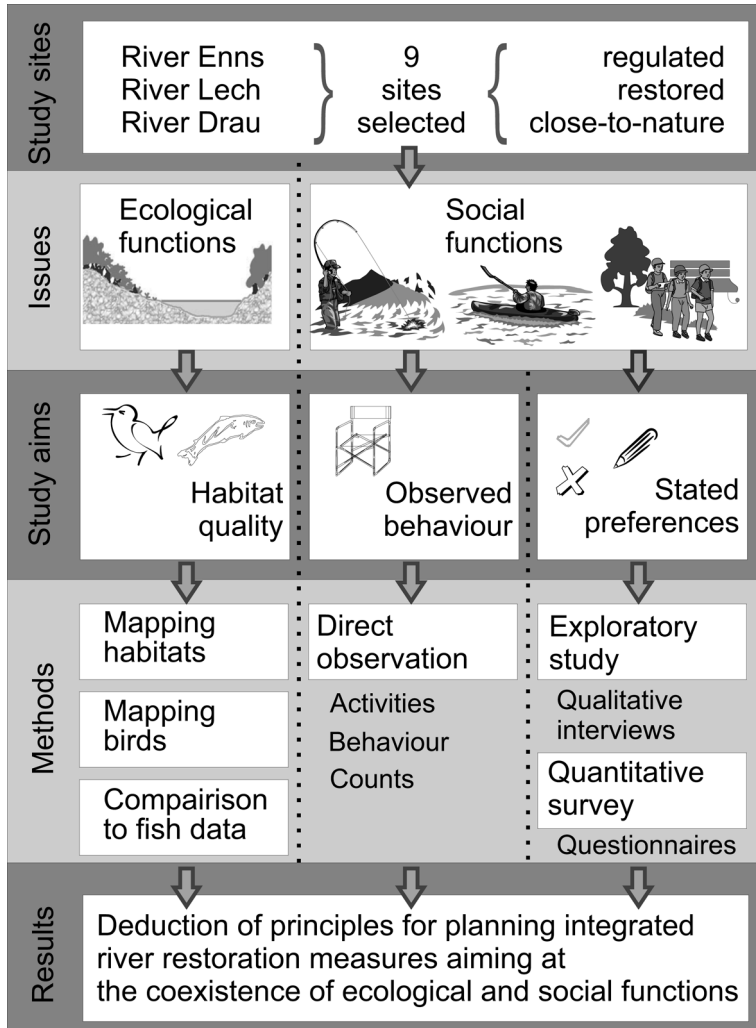 Study sites
River Enns
River Lech
River Drau
9
sites
selected
regulated
restored
close-to-nature
Issues
Ecological
functions
Social
functions
Study aims
Habitat
quality
Observed
behaviour
Stated
preferences
Methods
Mapping
habitats
Mapping
birds
Compairison
to fish data
Direct
observation
Activities
Behaviour
Counts
Exploratory
study
Qualitative
interviews
Quantitative
survey
Questionnaires
Results
Deduction of principles for planning integrated
river restoration measures aiming at
the coexistence of ecological and social functions